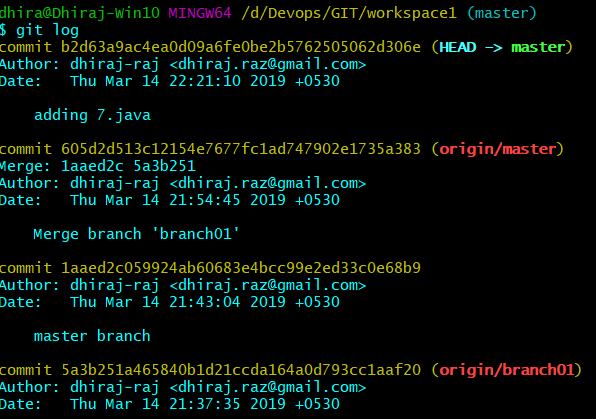 dhira@Dhiraj-Win10 MINGW64 /d/Devops/GIT/workspace1 (master)
$ git log
commit b2d63a9ac4ea0d09a6fe0be2b5762505062d306e (HEAD -> master)
Author: dhiraj-raj <dhiraj.raz@gmail.com>
Date:   Thu Mar 14 22:21:10 2019 +0530
    adding 7.java
commit 605d2d513c12154e7677fc1ad747902e1735a383 (origin/master)
Merge: 1aaed2c 5a3b251
Author: dhiraj-raj <dhiraj.raz@gmail.com>
Date:   Thu Mar 14 21:54:45 2019 +0530
    Merge branch 'branch01'
commit 1aaed2c059924ab60683e4bcc99e2ed33c0e68b9
Author: dhiraj-raj <dhiraj.raz@gmail.com>
Date:   Thu Mar 14 21:43:04 2019 +0530
    master branch
commit 5a3b251a465840b1d21ccda164a0d793cc1aaf20 (origin/branch01)
Author: dhiraj-raj <dhiraj.raz@gmail.com>
Date:   Thu Mar 14 21:37:35 2019 +0530